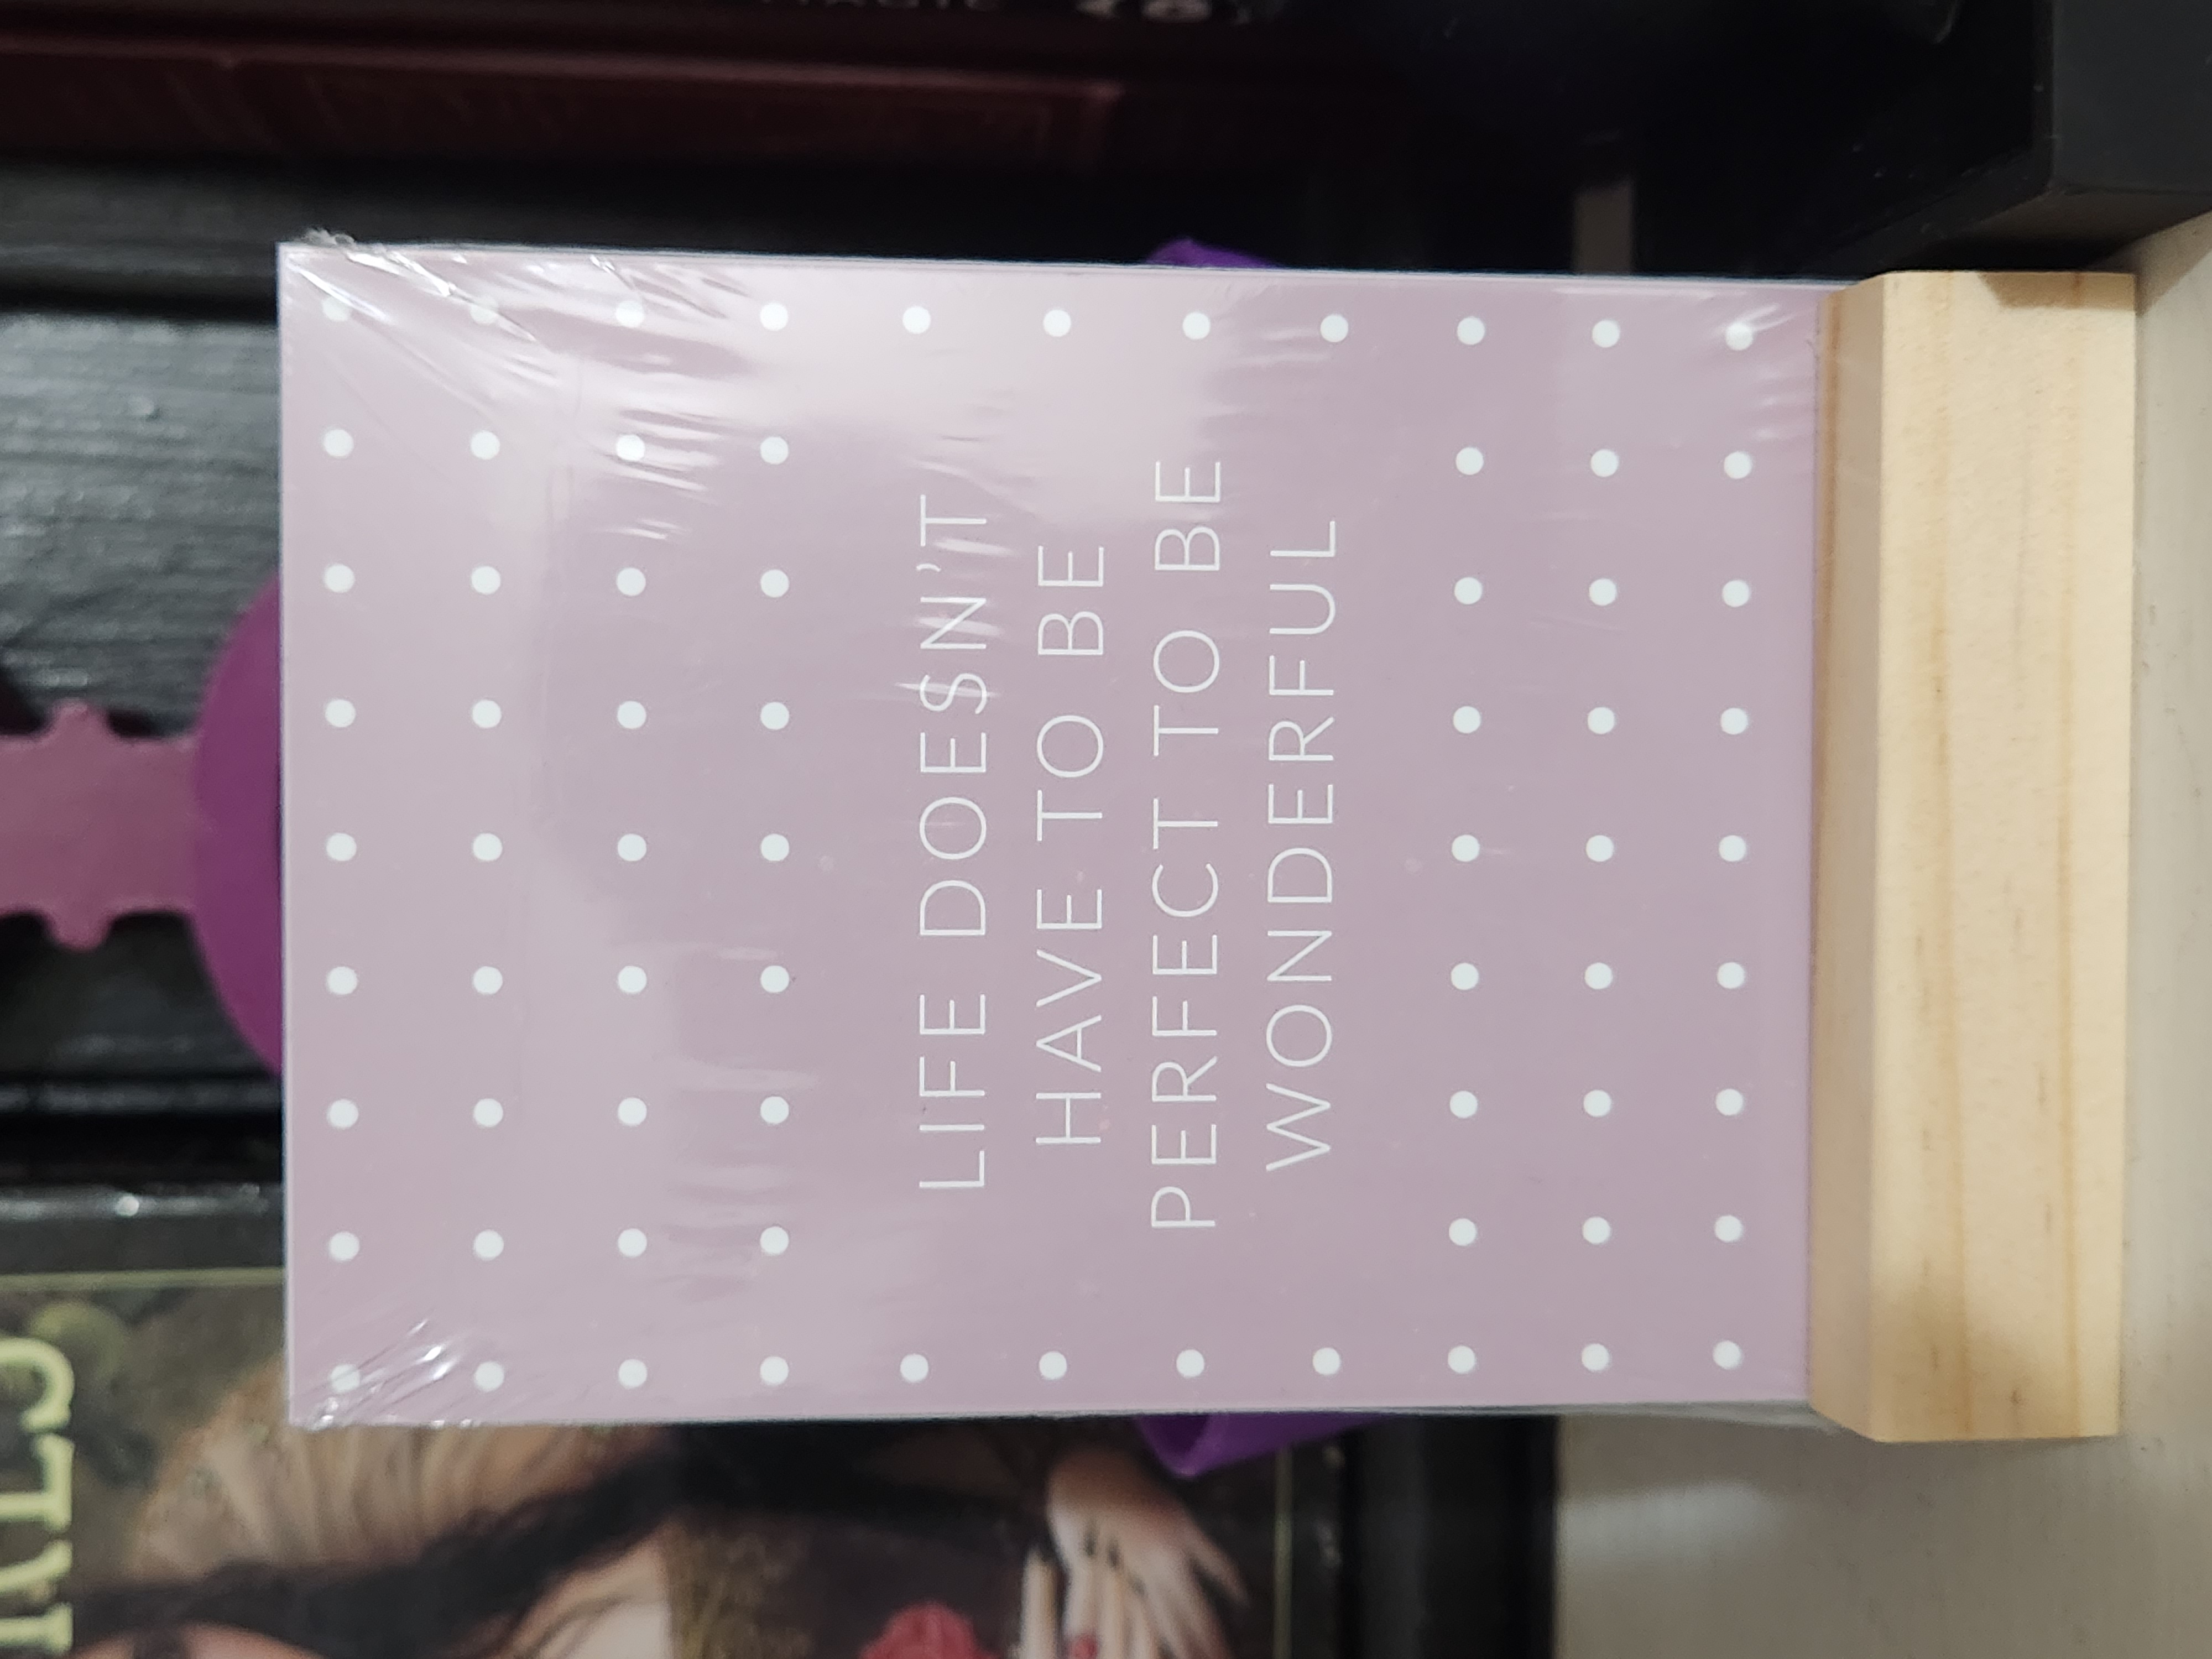 LIFE DOESN'T
HAVE TO BE
PERFECT TO BE
WONDERFUL